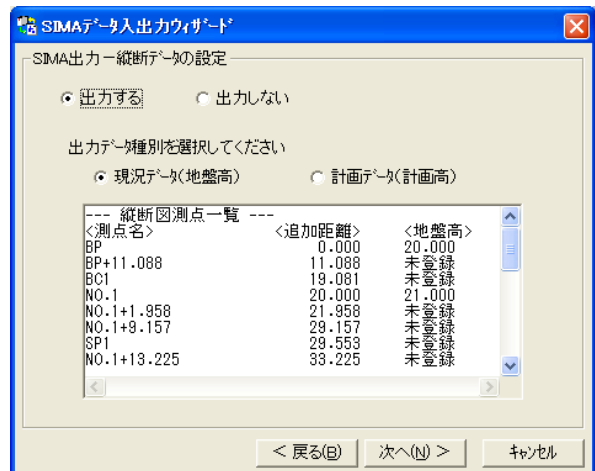 SIMAﾃﾞｰﾀ入出力ｳｨｻﾞｰﾄﾞ
SIMA出力－縦断ﾃﾞｰﾀの設定
出力する 出力しない
出力ﾃﾞｰﾀ種別を選択してください
現況ﾃﾞｰﾀ(地盤高) 計画ﾃﾞｰﾀ(計画高)
--- 縦断図測点一覧 ---
<測点名> <追加距離> <地盤高>
BP 0.000 20.000
BP+11.088 11.088 未登録
BC1 19.081 未登録
NO.1 20.000 21.000
NO.1+1.958 21.958 未登録
NO.1+9.157 29.157 未登録
SP1 29.553 未登録
NO.1+13.225 33.225 未登録
< 戻る(B) 次へ(N) > ｷｬﾝｾﾙ